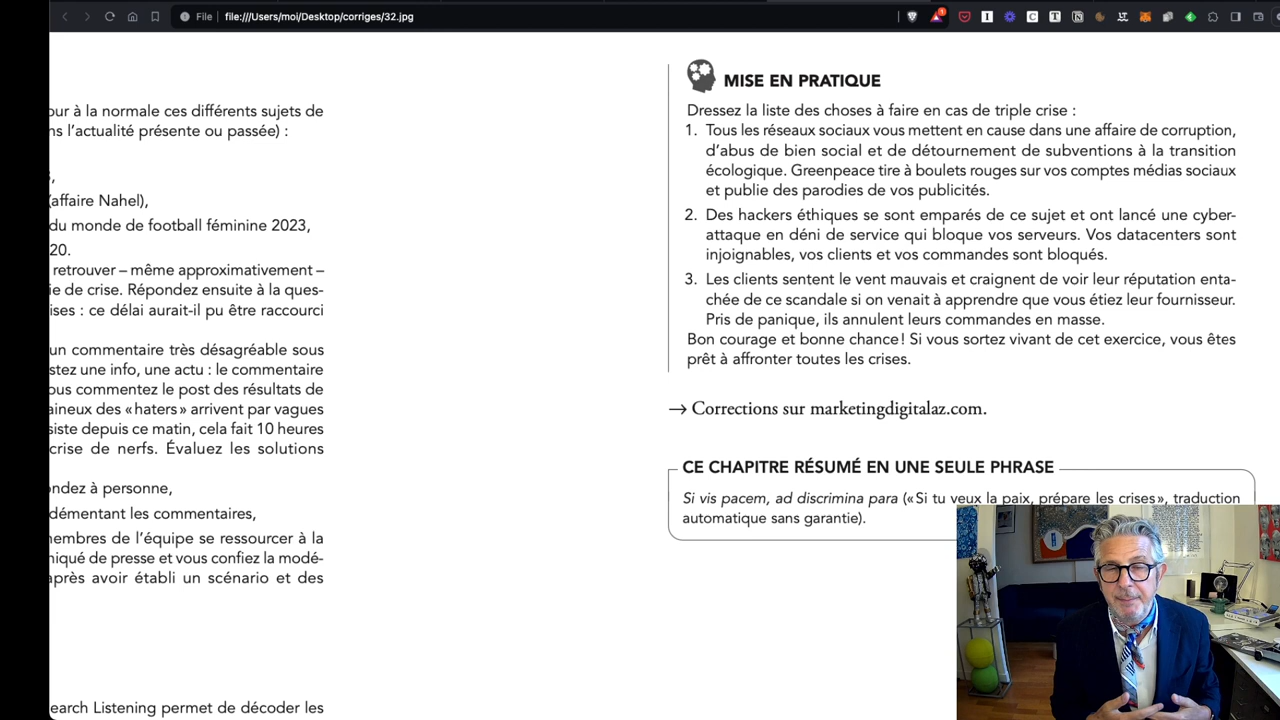 File
file:///Users/moi/Desktop/corriges/32.jpg
our à la normale ces différents sujets de
ns l’actualité présente ou passée) :
(affaire Nahel),
du monde de football féminine 2023,
20.
retrouver – même approximativement –
ie de crise. Répondez ensuite à la ques-
ises : ce délai aurait-il pu être raccourci
un commentaire très désagréable sous
stez une info, une actu : le commentaire
ous commentez le post des résultats de
aineux des « haters » arrivent par vagues
siste depuis ce matin, cela fait 10 heures
crise de nerfs. Évaluez les solutions
ondez à personne,
démentant les commentaires,
nembres de l’équipe se ressourcer à la
niqué de presse et vous confiez la modé-
après avoir établi un scénario et des
earch Listening permet de décoder les
MISE EN PRATIQUE
Dressez la liste des choses à faire en cas de triple crise :
1. Tous les réseaux sociaux vous mettent en cause dans une affaire de corruption,
d’abus de bien social et de détournement de subventions à la transition
écologique. Greenpeace tire à boulets rouges sur vos comptes médias sociaux
et publie des parodies de vos publicités.
2. Des hackers éthiques se sont emparés de ce sujet et ont lancé une cyber-
attaque en déni de service qui bloque vos serveurs. Vos datacenters sont
injoignables, vos clients et vos commandes sont bloqués.
3. Les clients sentent le vent mauvais et craignent de voir leur réputation enta-
chée de ce scandale si on venait à apprendre que vous étiez leur fournisseur.
Pris de panique, ils annulent leurs commandes en masse.
Bon courage et bonne chance ! Si vous sortez vivant de cet exercice, vous êtes
prêt à affronter toutes les crises.
→ Corrections sur marketingdigitalaz.com.
CE CHAPITRE RÉSUMÉ EN UNE SEULE PHRASE
Si vis pacem, ad discrimina para (« Si tu veux la paix, prépare les crises », traduction
automatique sans garantie).